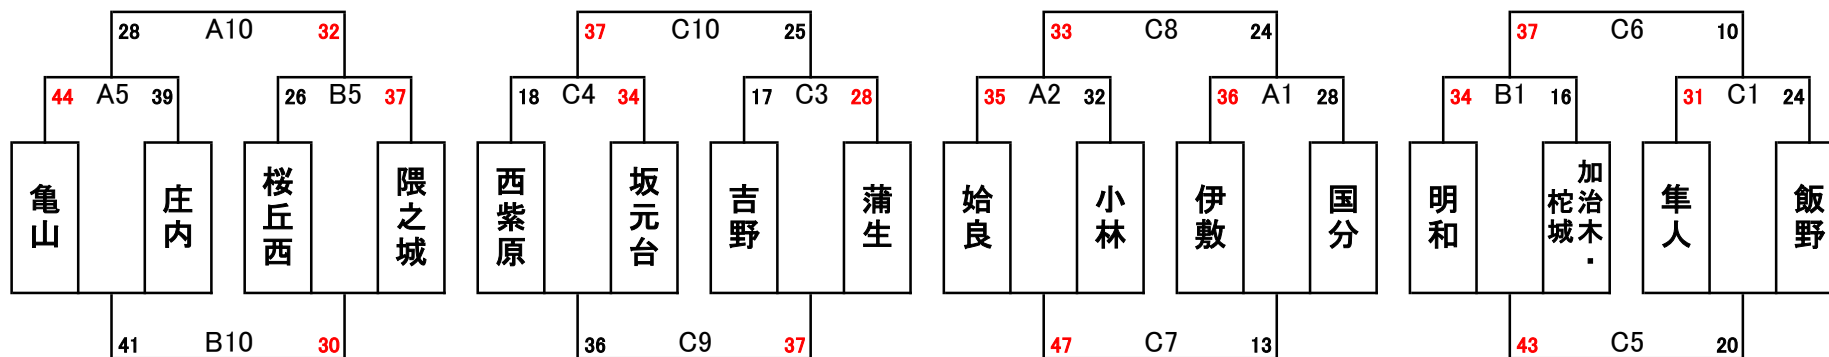 28 A10 32 37 C10 25 33 C8 24 37 C6 10
44 A5 39 26 B5 37 18 C4 34 17 C3 28 35 A2 32 36 A1 28 34 B1 16 31 C1 24
亀山
庄内
桜丘西
隈之城
西紫原
坂元台
吉野
蒲生
姶良
小林
伊敷
国分
明和
加治木・
柁城
隼人
飯野
41 B10 30 36 C9 37 47 C7 13 43 C5 20